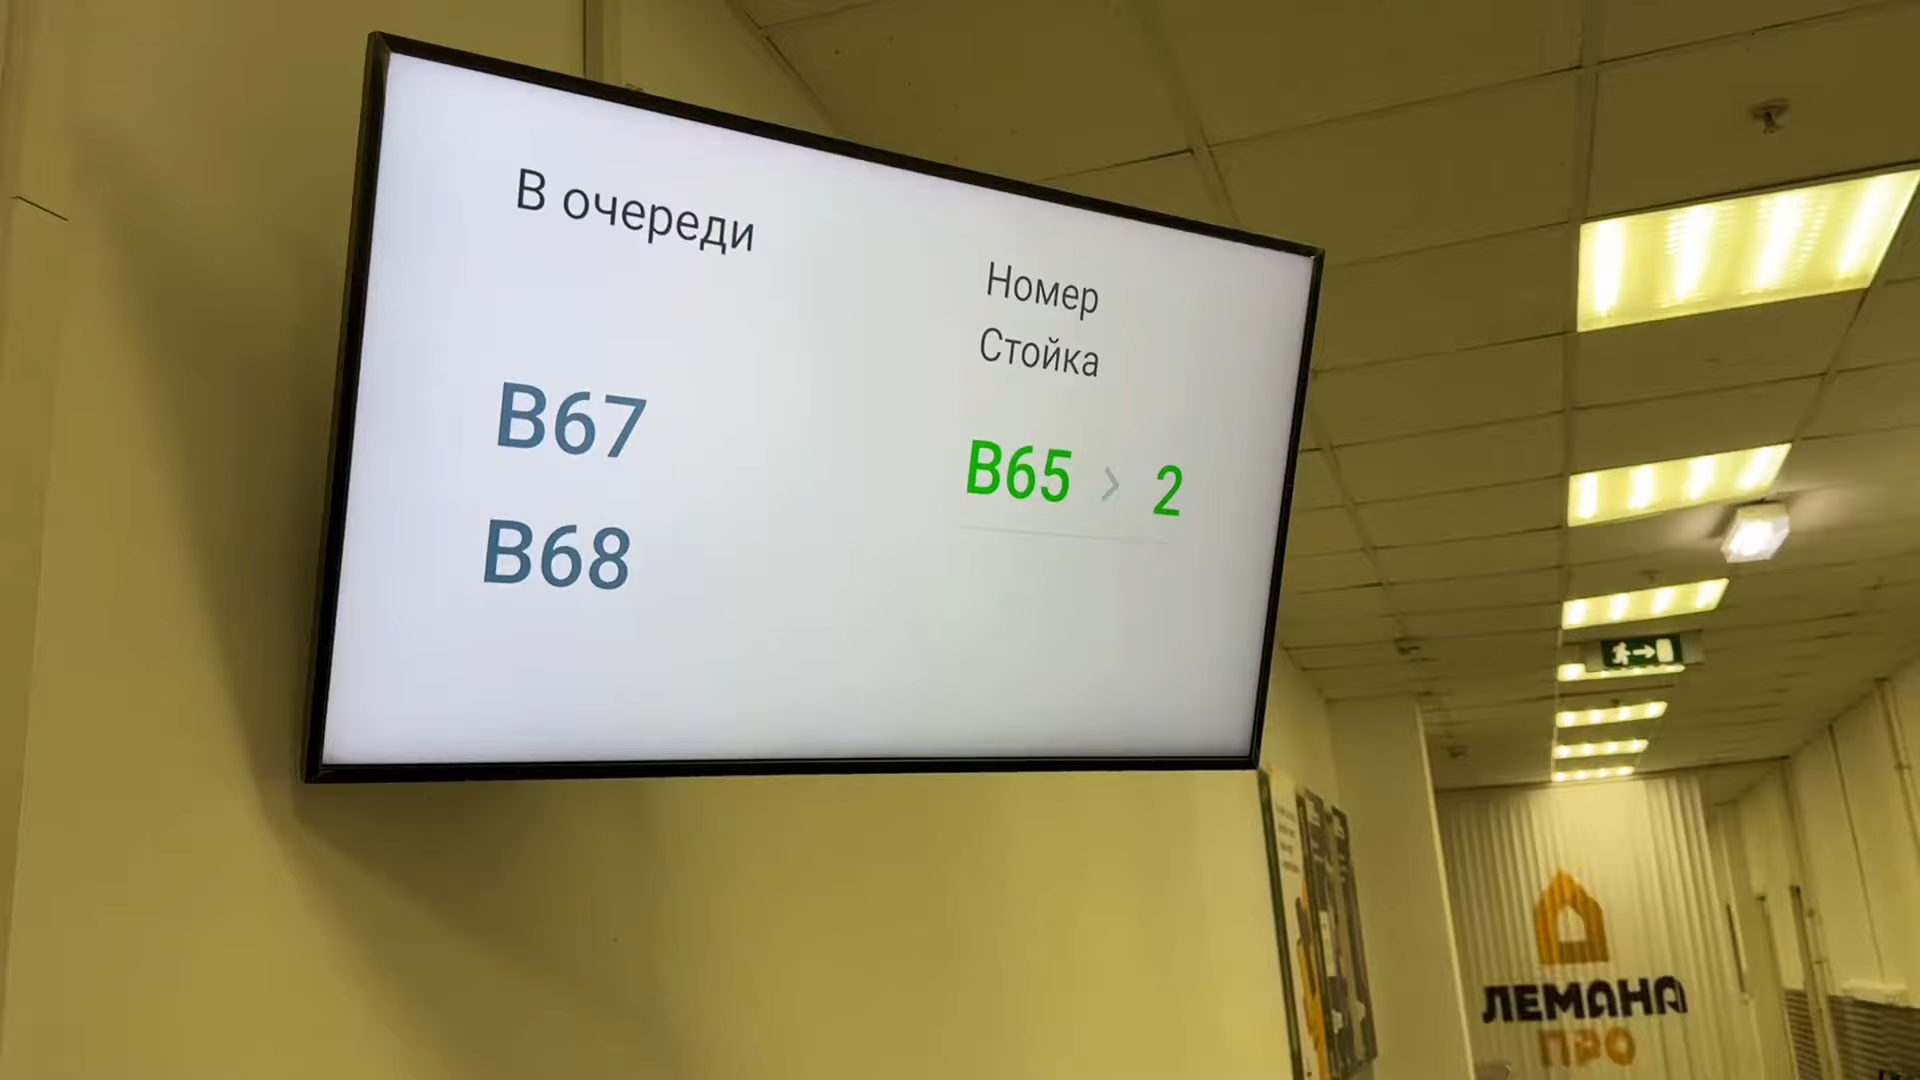 В очереди
В67
В68
Номер
Стойка
В65 > 2
ЛЕМАНА
ПРО